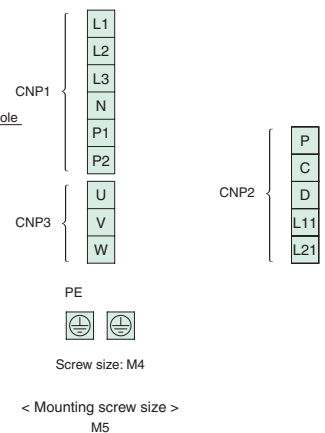 CNP1
L1
L2
L3
N
P1
P2
ole
CNP3
U
V
W
CNP2
P
C
D
L11
L21
PE
Screw size: M4
< Mounting screw size >
M5